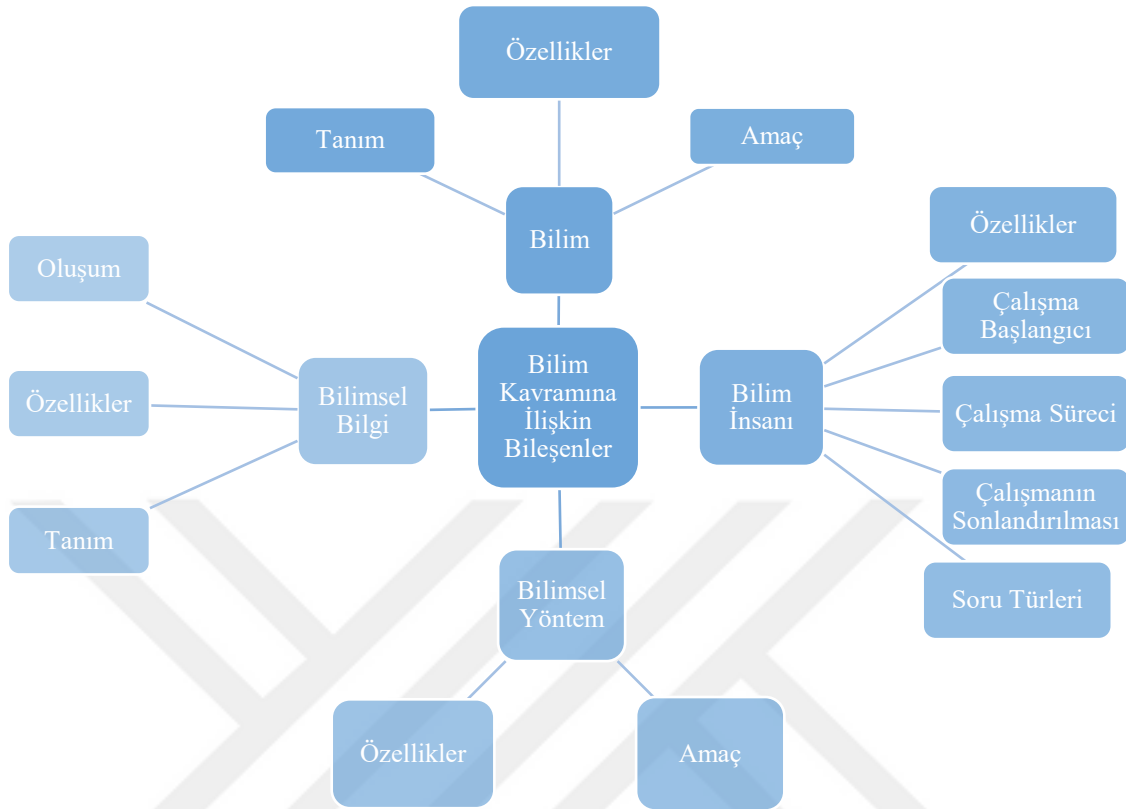 Özellikler
Tanım
Amaç
Bilim
Özellikler
Oluşum
Çalışma
Başlangıcı
Bilim
Kavramına
İlişkin
Bileşenler
Bilimsel
Bilgi
Bilim
İnsanı
Özellikler
Çalışma Süreci
Çalışmanın
Sonlandırılması
Tanım
Bilimsel
Yöntem
Soru Türleri
Özellikler
Amaç